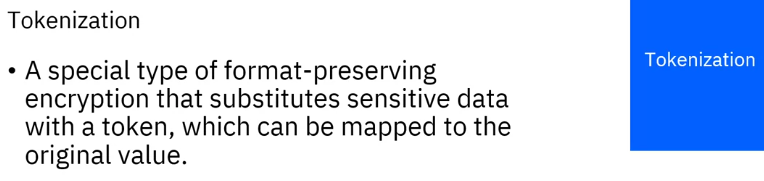 Tokenization
• A special type of format-preserving
encryption that substitutes sensitive data
with a token, which can be mapped to the
original value.
Tokenization